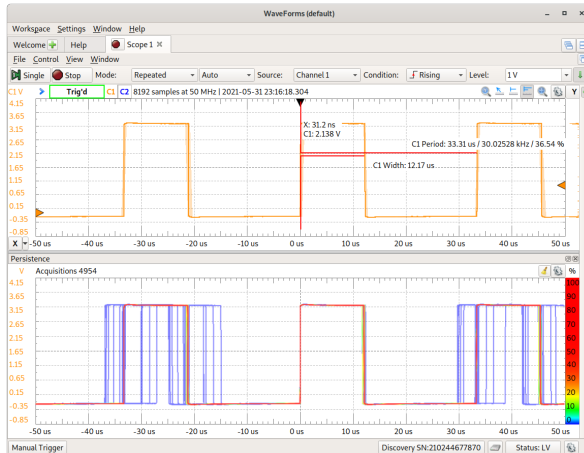 WaveForms (default)
Workspace Settings Window Help
Welcome Help Scope 1
File Control View Window
Single Stop Mode: Repeated Auto Source: Channel 1 Condition: Rising Level: 1 V
C1 V Trig'd C1 C2 8192 samples at 50 MHz | 2021-05-31 23:16:18.304 Y
4.15
3.65
3.15
2.65
2.15
1.65
1.15
0.65
0.15
-0.35
-0.85
X: 31.2 ns
C1: 2.138 V
C1 Period: 33.31 us / 30.02528 kHz / 36.54 %
C1 Width: 12.17 us
X -50 us -40 us -30 us -20 us -10 us 0 us 10 us 20 us 30 us 40 us 50 us
Persistence
V Acquisitions 4954 %
4.15
3.65
3.15
2.65
2.15
1.65
1.15
0.65
0.15
-0.35
-0.85
100
90
80
70
60
50
40
30
20
10
0
-50 us -40 us -30 us -20 us -10 us 0 us 10 us 20 us 30 us 40 us 50 us
Manual Trigger Discovery SN:210244677870 Status: LV